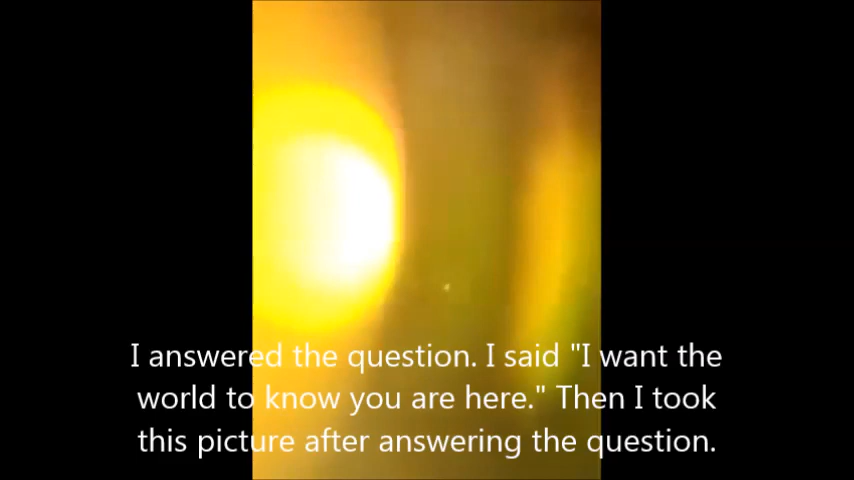 I answered the question. I said "I want the
world to know you are here." Then I took
this picture after answering the question.